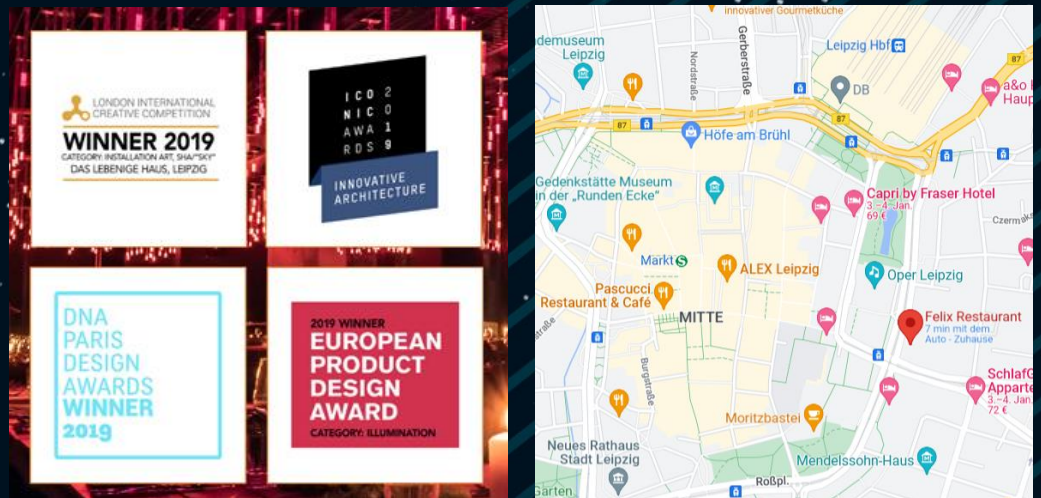 LONDON INTERNATIONAL
CREATIVE COMPETITION
WINNER 2019
CATEGORY: INSTALLATION ART, SHA/"SKY"
DAS LEBENIGE HAUS, LEIPZIG
ICO 2
NIC 0
AWA 1
RDS 9
INNOVATIVE
ARCHITECTURE
DNA
PARIS
DESIGN
AWARDS
WINNER
2019
2019 WINNER
EUROPEAN
PRODUCT
DESIGN
AWARD
CATEGORY: ILLUMINATION
innovativer Gourmetküche
demuseum
Leipzig
Nordstraße
Gerberstraße
Leipzig Hbf
87
DB
a&o
Haup
87
87
Höfe am Brühl
Gedenkstätte Museum
in der „Runden Ecke“
Capri by Fraser Hotel
3.–4. Jan.
69 €
Czermak
Markt S
ALEX Leipzig
Oper Leipzig
Pascucci
Restaurant & Café
MITTE
Felix Restaurant
7 min mit dem
Auto - Zuhause
straße
Burgstraße
SchlafG
Apparte
3.–4. Jan.
72 €
Moritzbastei
Neues Rathaus
Stadt Leipzig
Mendelssohn-Haus
Roßpl.
Gärten